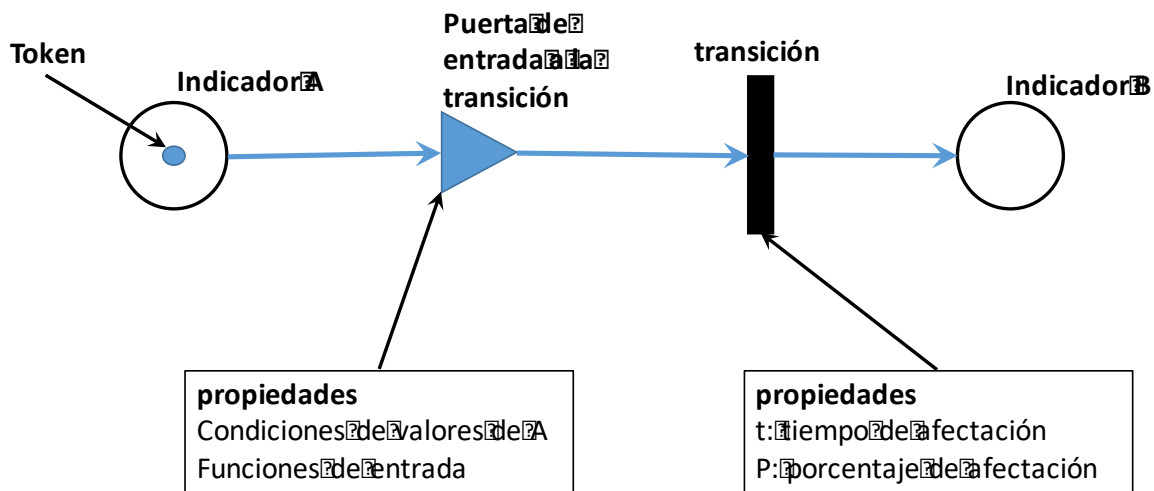 Token
Indicador A
Puerta de
entrada a la
transición
transición
Indicador B
propiedades
Condiciones de valores de A
Funciones de entrada
propiedades
t: tiempo de afectación
P: porcentaje de afectación